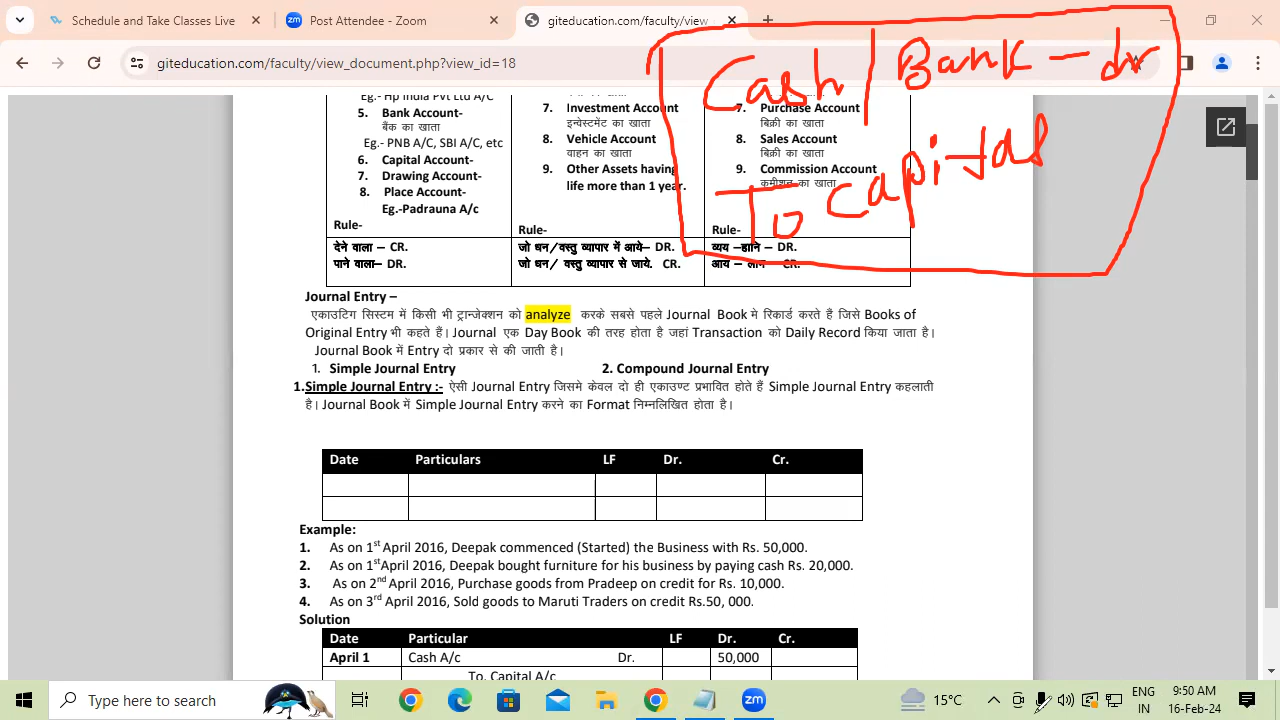 Schedule and Take Classes Live
Post Attendee - Zoom
giteducation.com/faculty/view_do
giteducation.com/faculty/view_document.php?view_id=18
Cash / Bank - dr
To Capital
Eg.- Hp India Pvt Ltd A/C
5. Bank Account-
बैंक का खाता
Eg.- PNB A/C, SBI A/C, etc
6. Capital Account-
7. Drawing Account-
8. Place Account-
Eg.-Padrauna A/c
Rule-
देने वाला – CR.
पाने वाला– DR.
7. Investment Account
इन्वेस्टमेंट का खाता
8. Vehicle Account
वाहन का खाता
9. Other Assets having
life more than 1 year.
Rule-
जो धन/वस्तु व्यापार में आये– DR.
जो धन/ वस्तु व्यापार से जाये. CR.
7. Purchase Account
बिक्री का खाता
8. Sales Account
बिक्री का खाता
9. Commission Account
कमीशन का खाता
Rule-
व्यय –हानि – DR.
आय – लाभ – CR.
Journal Entry –
एकाउटिग सिस्टम में किसी भी ट्रान्जेक्शन को analyze करके सबसे पहले Journal Book मे रिकार्ड करते हैं जिसे Books of
Original Entry भी कहते हैं। Journal एक Day Book की तरह होता है जहां Transaction को Daily Record किया जाता है।
Journal Book में Entry दो प्रकार से की जाती है।
1. Simple Journal Entry 2. Compound Journal Entry
1.Simple Journal Entry :- ऐसी Journal Entry जिसमे केवल दो ही एकाउण्ट प्रभावित होते हैं Simple Journal Entry कहलाती
है। Journal Book में Simple Journal Entry करने का Format निम्नलिखित होता है।
Date Particulars LF Dr. Cr.
Example:
1. As on 1st April 2016, Deepak commenced (Started) the Business with Rs. 50,000.
2. As on 1stApril 2016, Deepak bought furniture for his business by paying cash Rs. 20,000.
3. As on 2nd April 2016, Purchase goods from Pradeep on credit for Rs. 10,000.
4. As on 3rd April 2016, Sold goods to Maruti Traders on credit Rs.50, 000.
Solution
Date Particular LF Dr. Cr.
April 1 Cash A/c Dr. 50,000
To, Capital A/c
Type here to search
15°C
ENG
IN
9:50 AM
16-Feb-24